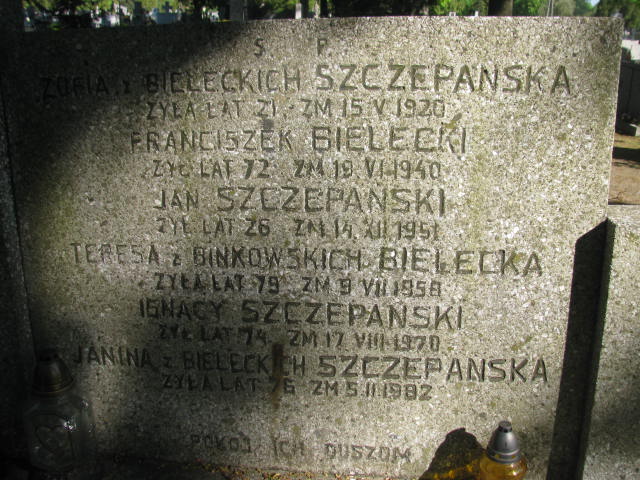 S P
ZOFIA z BIELECKICH SZCZEPAŃSKA
ŻYŁA LAT 21 ZM 15 V 1920
FRANCISZEK BIELECKI
ŻYŁ LAT 72 ZM 19 VI 1940
JAN SZCZEPAŃSKI
ŻYŁ LAT 26 ZM 14 XII 1951
TERESA z BINKOWSKICH BIELECKA
ŻYŁA LAT 79 ZM 9 VII 1958
IGNACY SZCZEPAŃSKI
ŻYŁ LAT 74 ZM 17 VIII 1970
JANINA z BIELECKICH SZCZEPAŃSKA
ŻYŁA LAT 76 ZM 5 II 1982
POKÓJ ICH DUSZOM